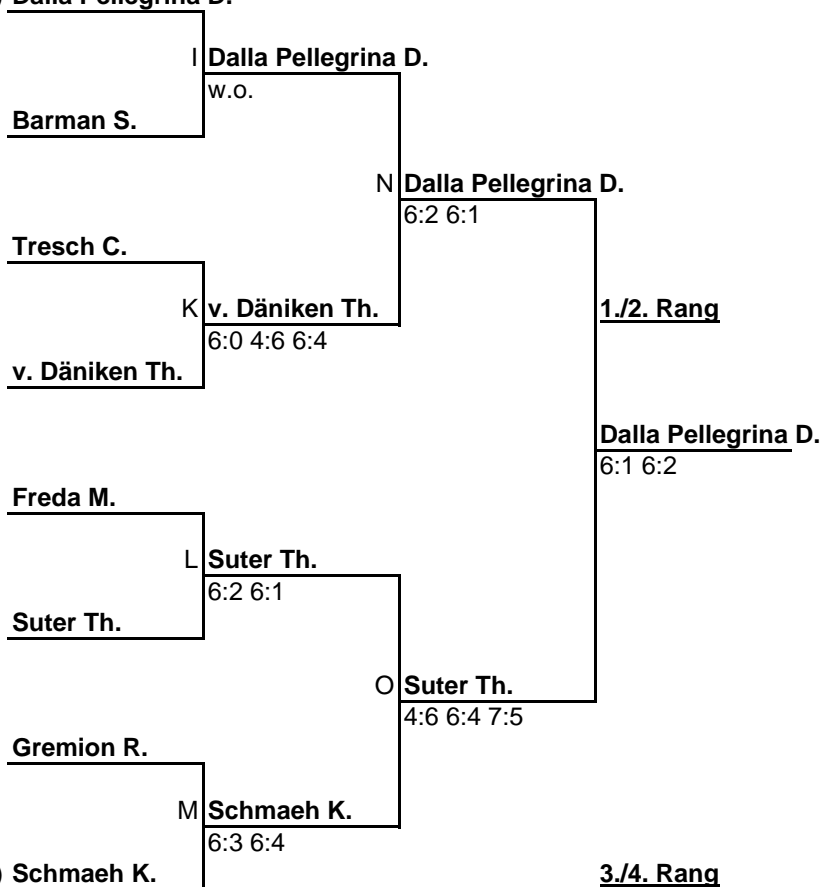 ) Dalla Pellegrina D.
I Dalla Pellegrina D.
w.o.
Barman S.
N Dalla Pellegrina D.
6:2 6:1
Tresch C.
K v. Däniken Th.
1./2. Rang
6:0 4:6 6:4
v. Däniken Th.
Dalla Pellegrina D.
6:1 6:2
Freda M.
L Suter Th.
6:2 6:1
Suter Th.
O Suter Th.
4:6 6:4 7:5
Gremion R.
M Schmaeh K.
6:3 6:4
) Schmaeh K.
3./4. Rang